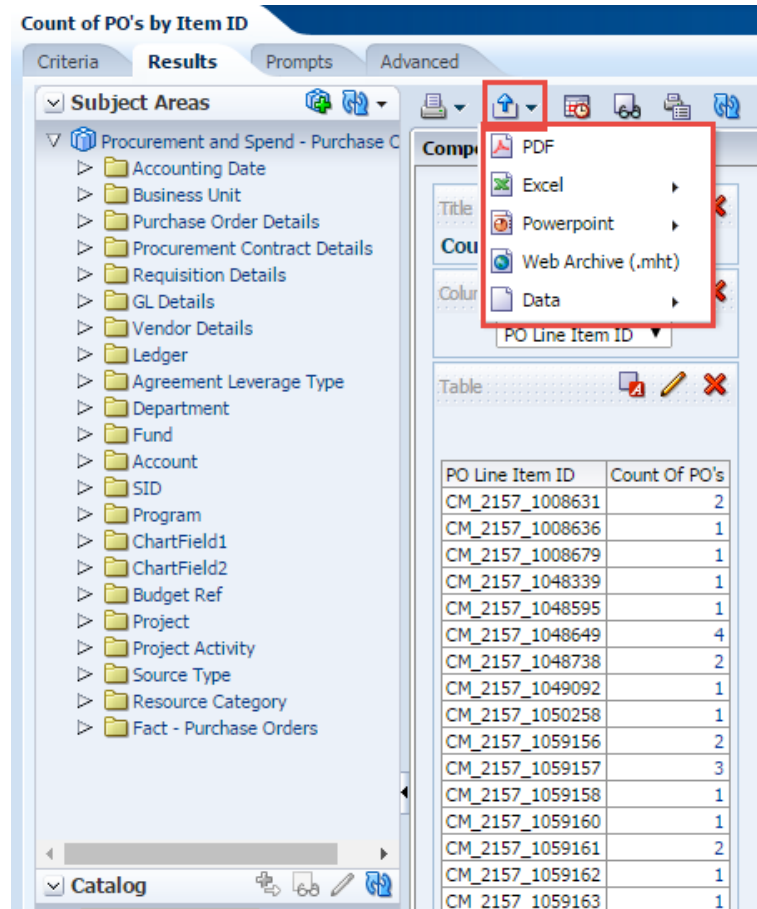 Count of PO's by Item ID
Criteria Results Prompts Advanced
Subject Areas
Procurement and Spend - Purchase
Accounting Date
Business Unit
Purchase Order Details
Procurement Contract Details
Requisition Details
GL Details
Vendor Details
Ledger
Agreement Leverage Type
Department
Fund
Account
SID
Program
ChartField1
ChartField2
Budget Ref
Project
Project Activity
Source Type
Resource Category
Fact - Purchase Orders
Catalog
PDF
Excel
Powerpoint
Web Archive (.mht)
Data
Title
PO Line Item ID
Table
PO Line Item ID Count Of PO's
CM_2157_1008631 2
CM_2157_1008636 1
CM_2157_1008679 1
CM_2157_1048339 1
CM_2157_1048595 1
CM_2157_1048649 4
CM_2157_1048738 2
CM_2157_1049092 1
CM_2157_1050258 1
CM_2157_1059156 2
CM_2157_1059157 3
CM_2157_1059158 1
CM_2157_1059160 1
CM_2157_1059161 2
CM_2157_1059162 1
CM_2157_1059163 1